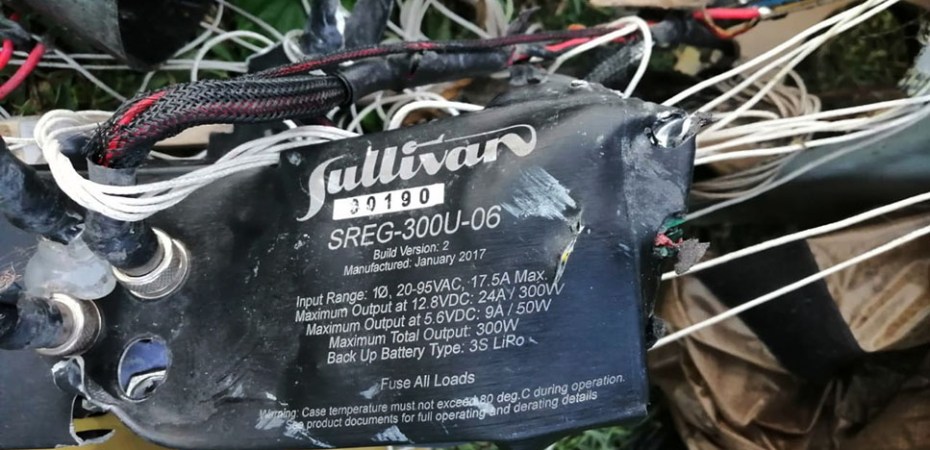 Sullivan
00190
SREG-300U-06
Build Version: 2
Manufactured: January 2017
Input Range: 1Ø, 20-95VAC, 17.5A Max.
Maximum Output at 12.8VDC: 24A / 300W
Maximum Output at 5.6VDC: 9A / 50W
Maximum Total Output: 300W
Back Up Battery Type: 3S LiPo
Fuse All Loads
Warning: Case temperature must not exceed 80 deg.C during operation.
See product documents for full operating and derating details